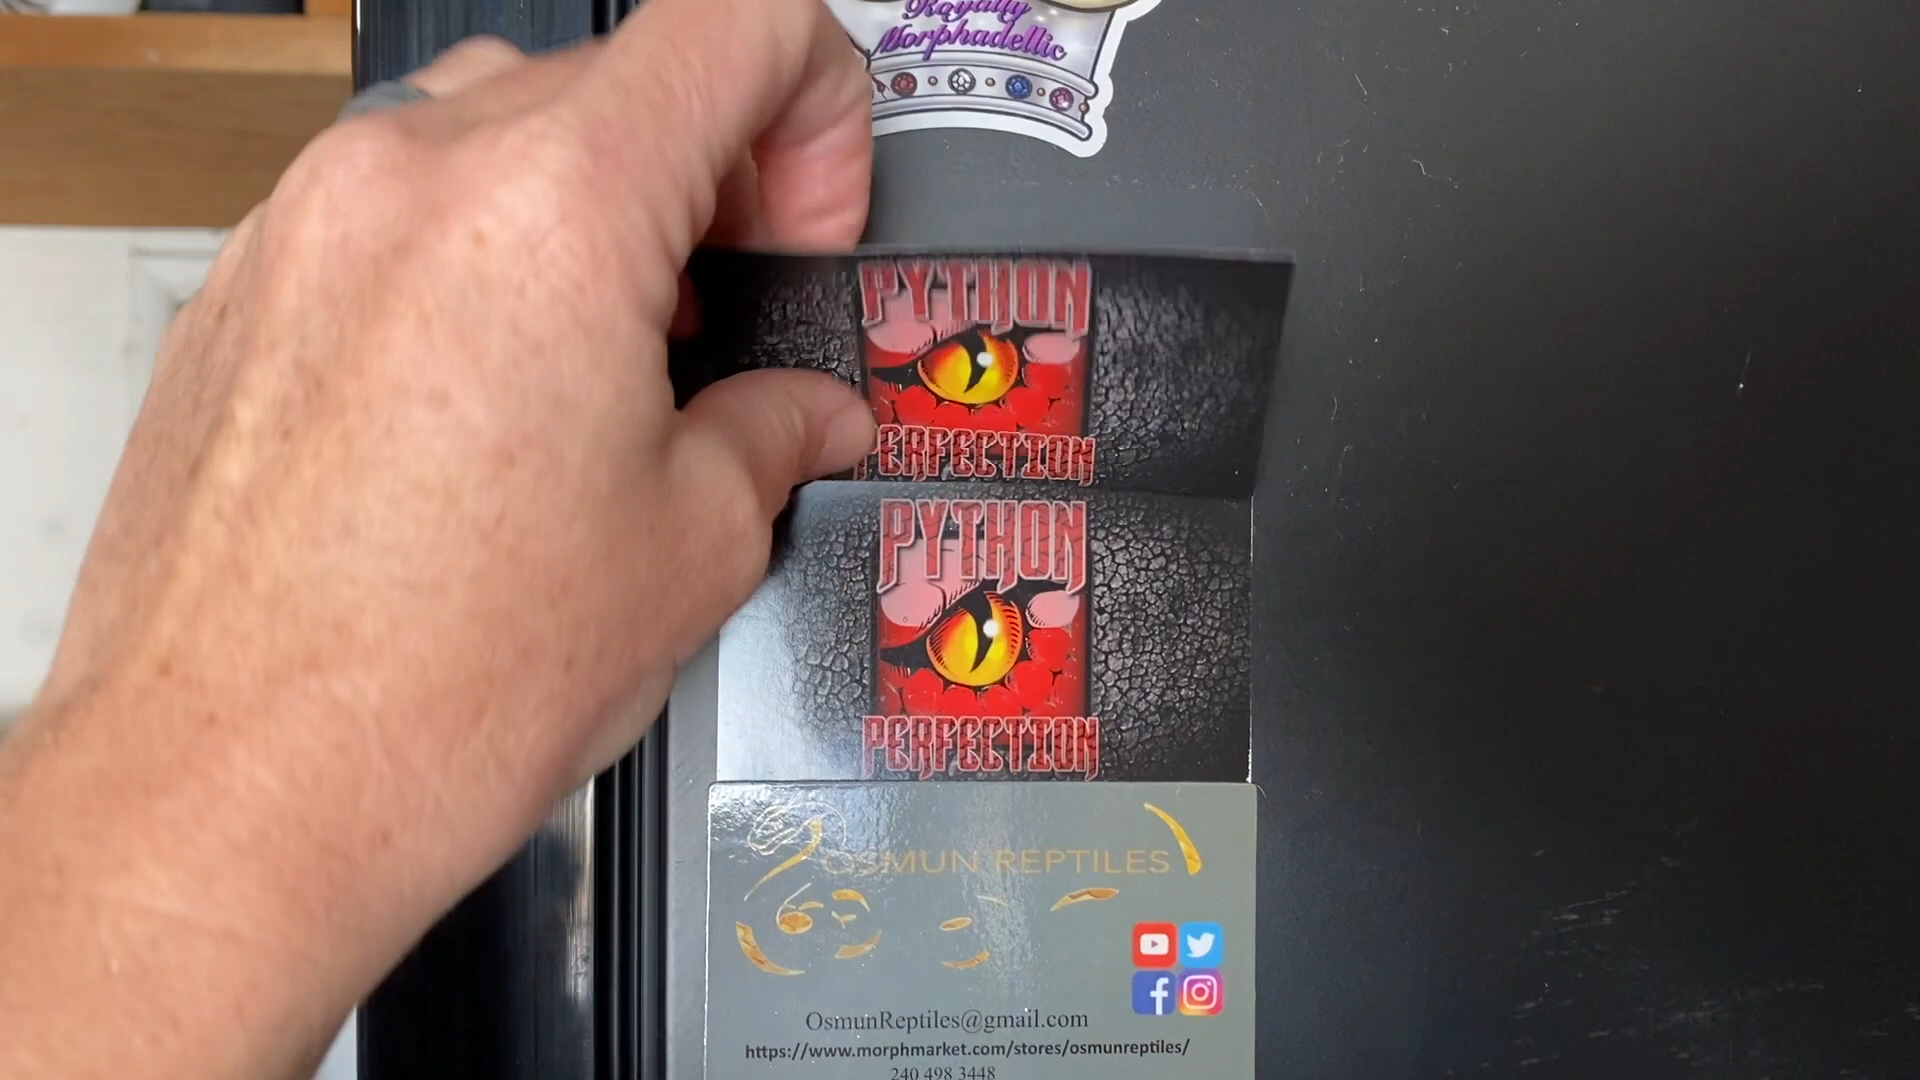 Royally
Morphadellic
PYTHON
PERFECTION
PYTHON
PERFECTION
OSMUN REPTILES
OsmunReptiles@gmail.com
https://www.morphmarket.com/stores/osmunreptiles/
240 498 3448